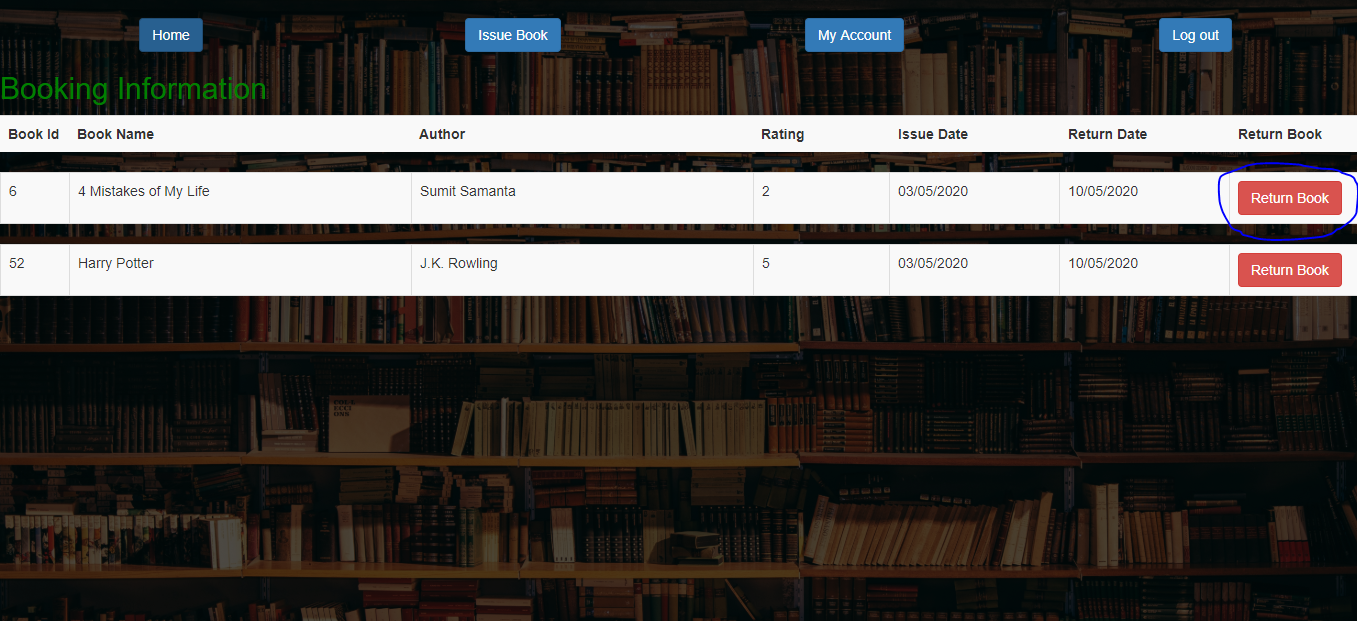 Home Issue Book My Account Log out
Booking Information
Book Id Book Name Author Rating Issue Date Return Date Return Book
6 4 Mistakes of My Life Sumit Samanta 2 03/05/2020 10/05/2020 Return Book
52 Harry Potter J.K. Rowling 5 03/05/2020 10/05/2020 Return Book